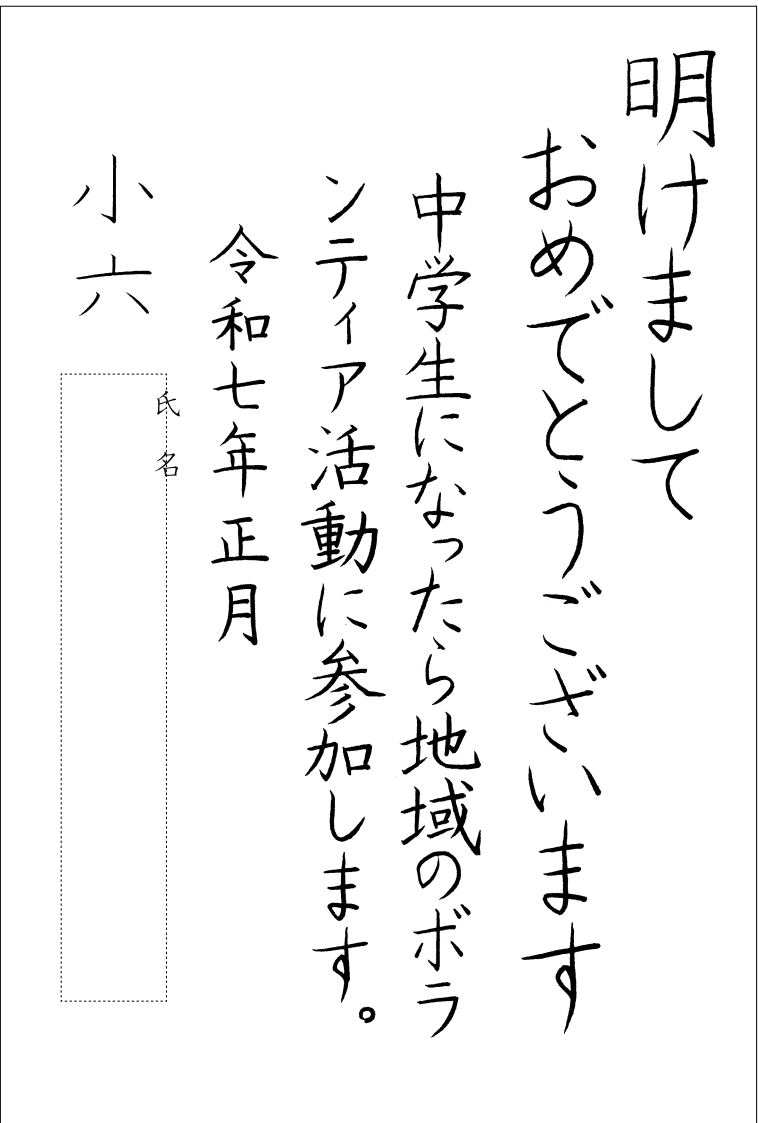 明けまして
おめでとうございます
中学生になったら地域のボラ
ンティア活動に参加します。
令和七年正月
小六
氏名